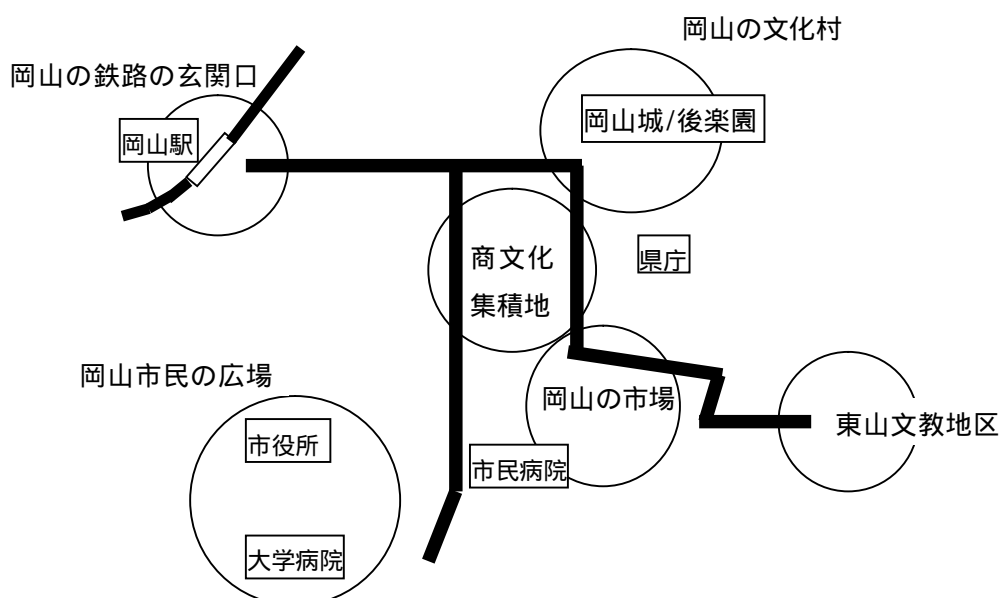 岡山の文化村
岡山の鉄路の玄関口
岡山城/後楽園
岡山駅
商文化
集積地
県庁
岡山市民の広場
岡山の市場
東山文教地区
市役所
市民病院
大学病院